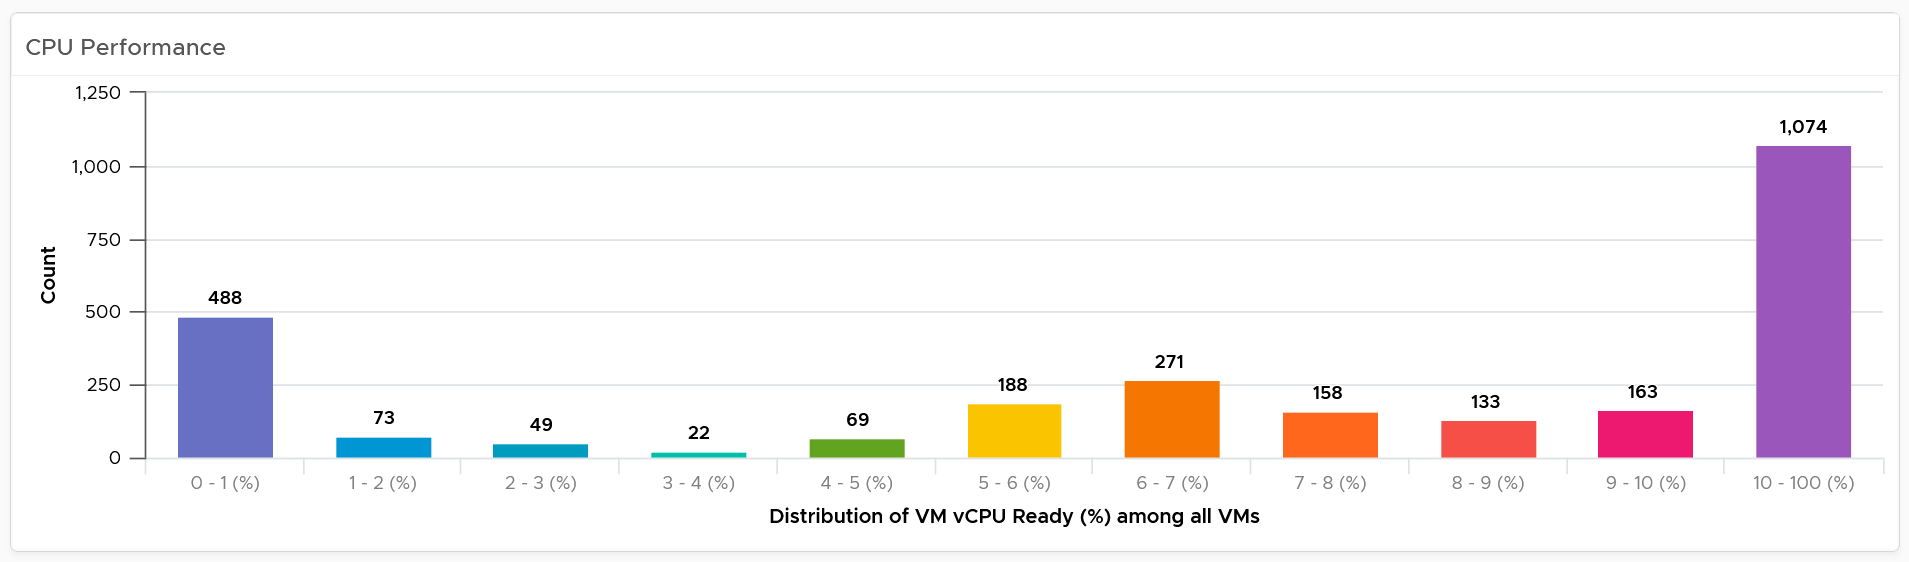 CPU Performance
1,250
1,000
750
500
250
0
Count
488
73
49
22
69
188
271
158
133
163
1,074
0 - 1 (%)
1 - 2 (%)
2 - 3 (%)
3 - 4 (%)
4 - 5 (%)
5 - 6 (%)
6 - 7 (%)
7 - 8 (%)
8 - 9 (%)
9 - 10 (%)
10 - 100 (%)
Distribution of VM vCPU Ready (%) among all VMs